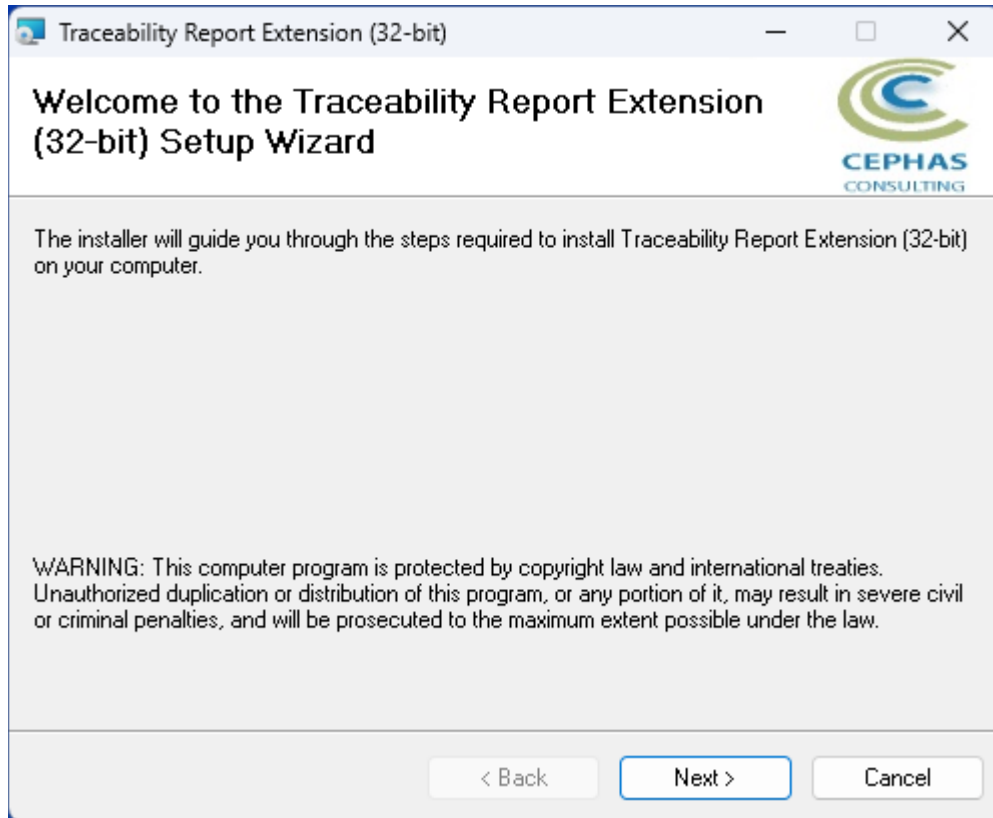 Traceability Report Extension (32-bit)
Welcome to the Traceability Report Extension
(32-bit) Setup Wizard
C
CEPHAS
CONSULTING
The installer will guide you through the steps required to install Traceability Report Extension (32-bit)
on your computer.
WARNING: This computer program is protected by copyright law and international treaties.
Unauthorized duplication or distribution of this program, or any portion of it, may result in severe civil
or criminal penalties, and will be prosecuted to the maximum extent possible under the law.
< Back
Next >
Cancel